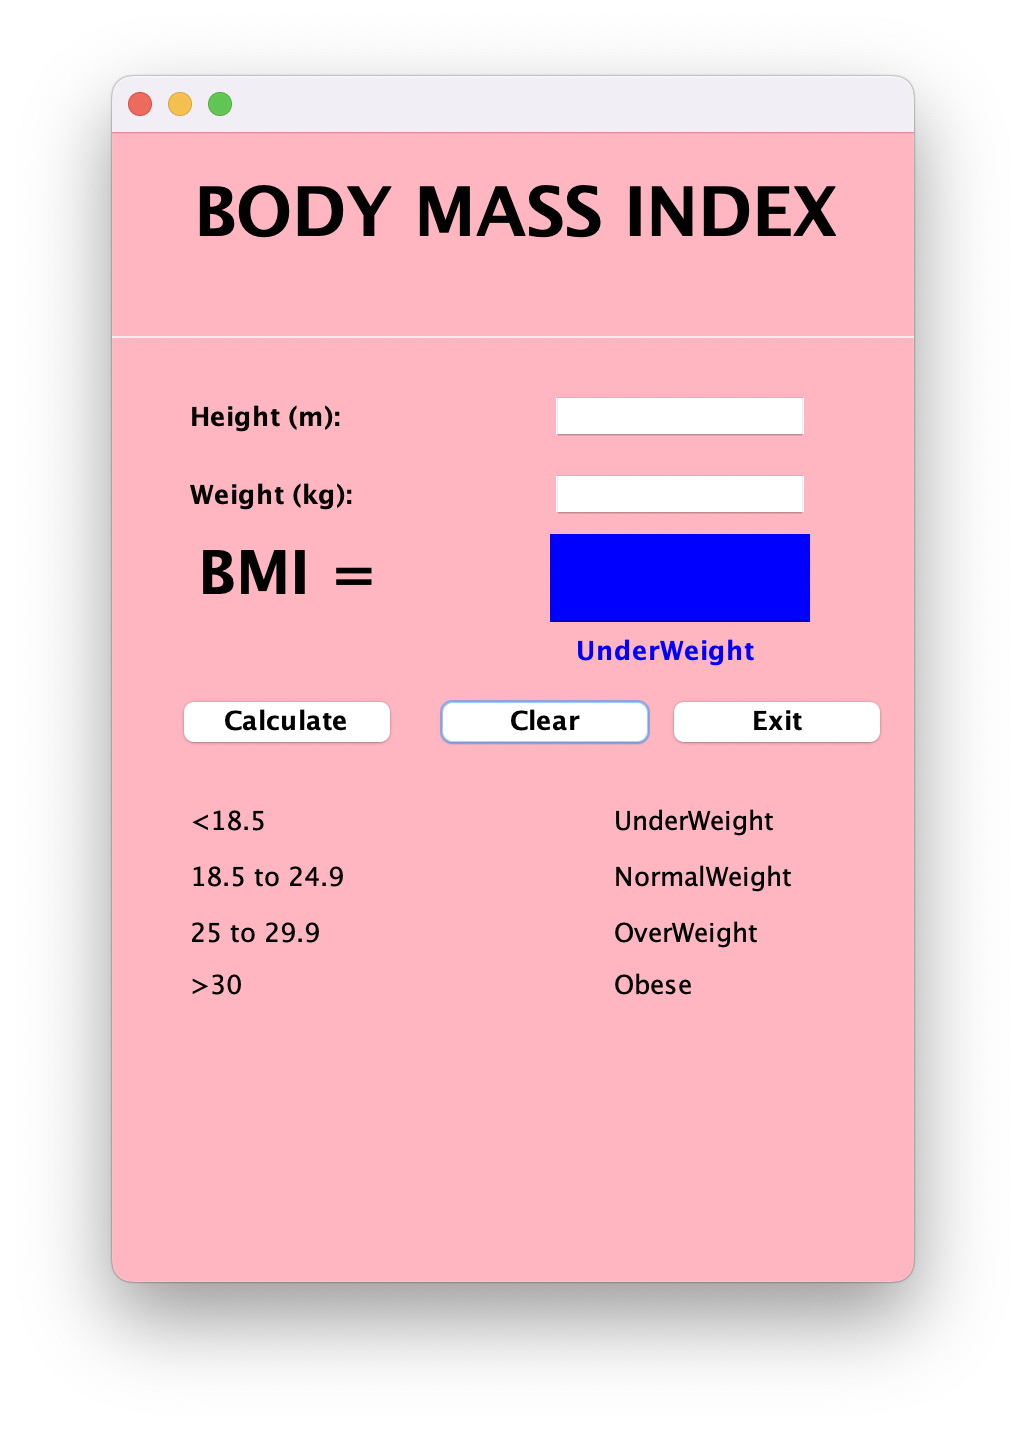 BODY MASS INDEX
Height (m):
Weight (kg):
BMI =
UnderWeight
Calculate Clear Exit
<18.5 UnderWeight
18.5 to 24.9 NormalWeight
25 to 29.9 OverWeight
>30 Obese